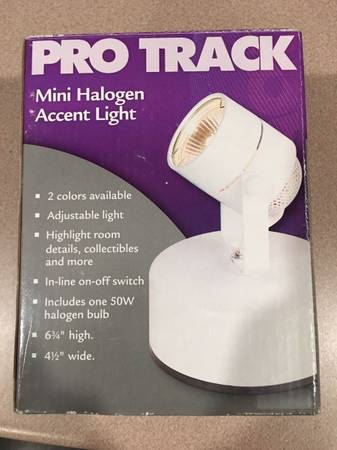 PRO TRACK
Mini Halogen
Accent Light
▪ 2 colors available
▪ Adjustable light
▪ Highlight room
details, collectibles
and more
▪ In-line on-off switch
▪ Includes one 50W
halogen bulb
▪ 6¾" high.
▪ 4½" wide.